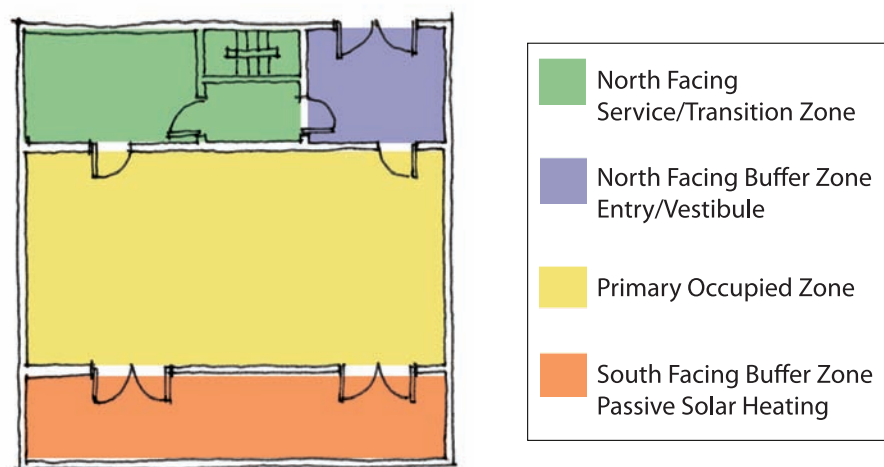 North Facing
Service/Transition Zone
North Facing Buffer Zone
Entry/Vestibule
Primary Occupied Zone
South Facing Buffer Zone
Passive Solar Heating